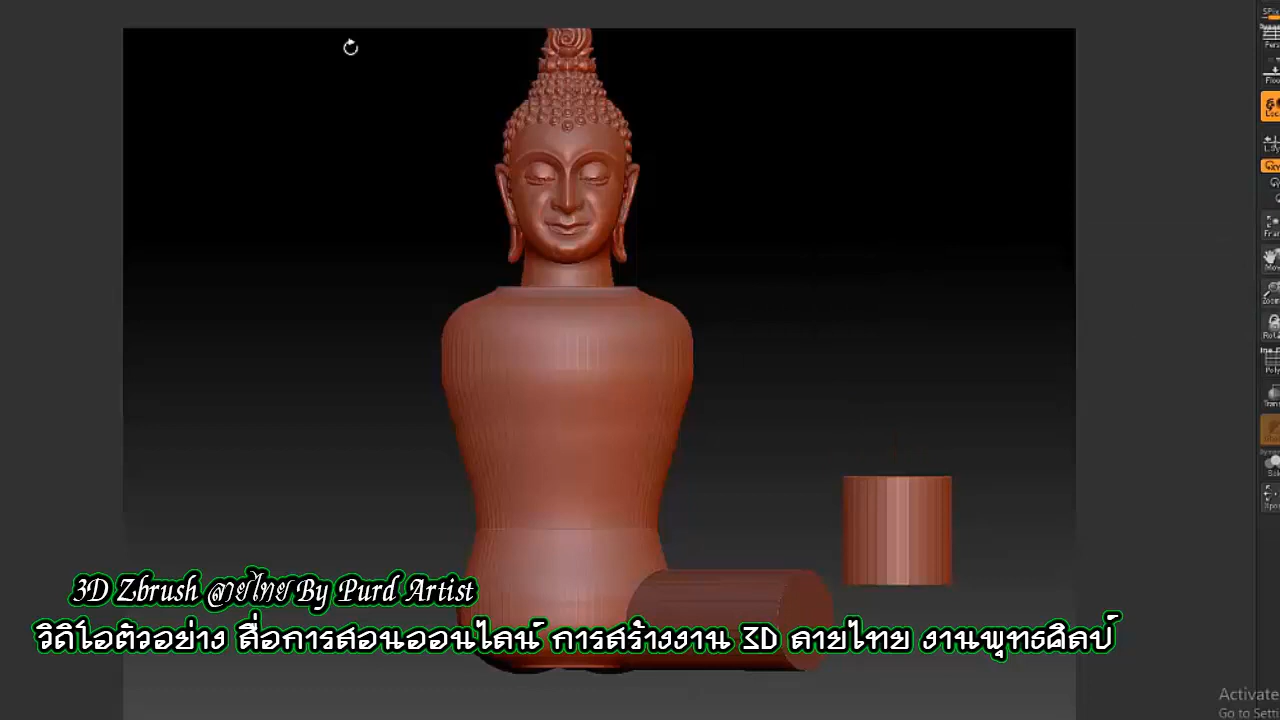 3D Zbrush ลายไทย By Purd Artist
วิดิโอตัวอย่าง สื่อการสอนออนไลน์ การสร้างงาน 3D ลายไทย งานพุทธศิลป์
Activate
Go to Setti